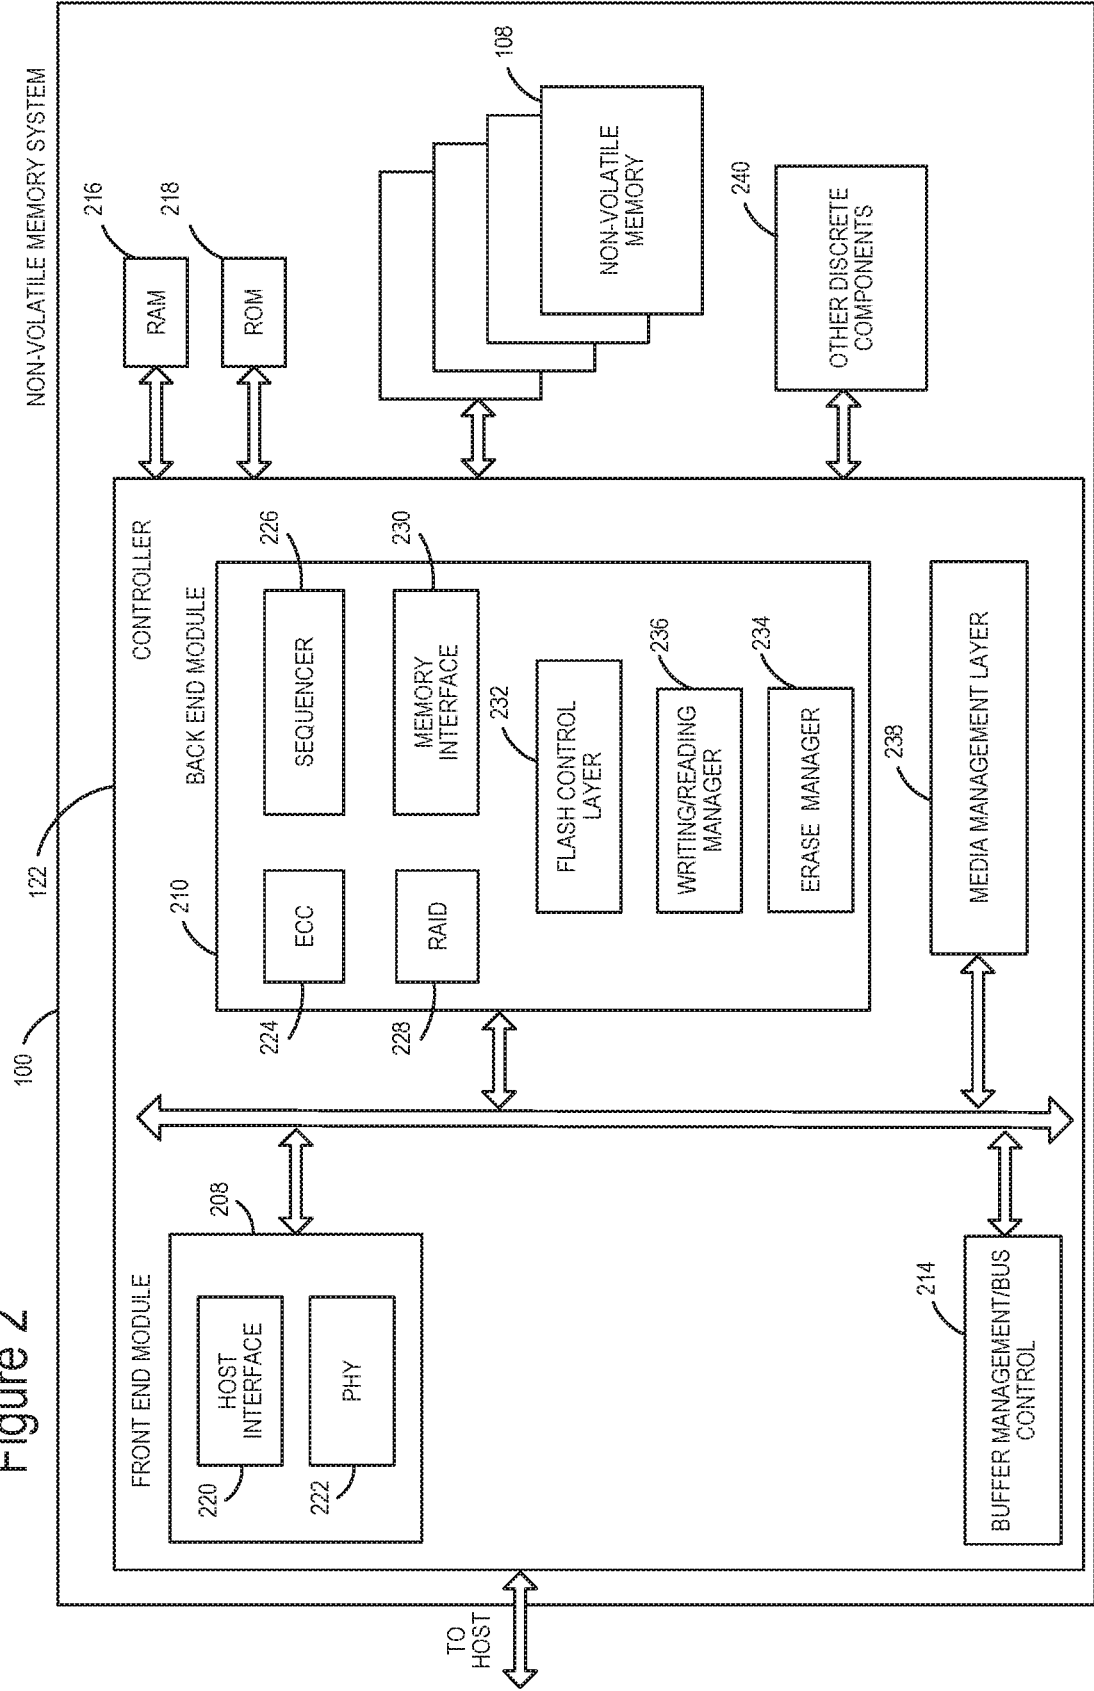 Figure 2
NON-VOLATILE MEMORY SYSTEM
100
122
CONTROLLER
TO
HOST
FRONT END MODULE
208
HOST
INTERFACE
220
PHY
222
BUFFER MANAGEMENT/BUS
CONTROL
214
BACK END MODULE
210
ECC
224
SEQUENCER
226
RAID
228
MEMORY
INTERFACE
230
FLASH CONTROL
LAYER
232
WRITING/READING
MANAGER
236
ERASE MANAGER
234
MEDIA MANAGEMENT LAYER
238
RAM
216
ROM
218
NON-VOLATILE
MEMORY
108
OTHER DISCRETE
COMPONENTS
240